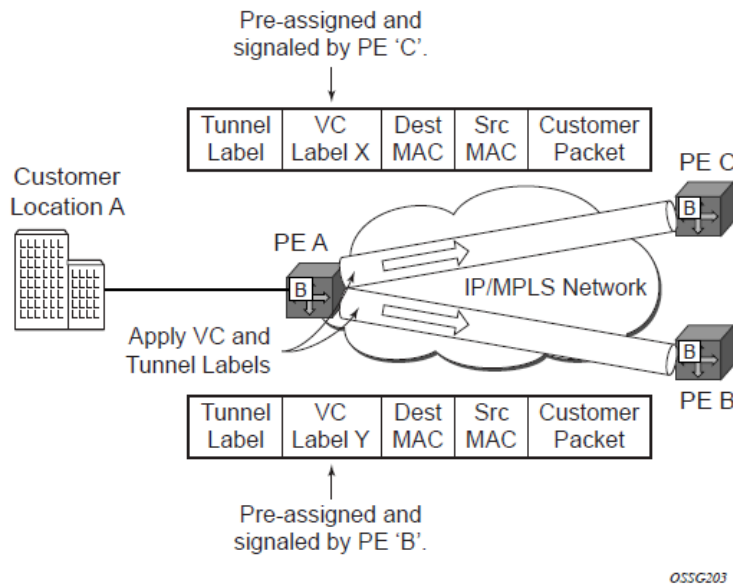 Pre-assigned and
signaled by PE ‘C’.
Tunnel
Label
VC
Label X
Dest
MAC
Src
MAC
Customer
Packet
PE C
Customer
Location A
B
PE A
B
IP/MPLS Network
Apply VC and
Tunnel Labels
B
PE B
Tunnel
Label
VC
Label Y
Dest
MAC
Src
MAC
Customer
Packet
Pre-assigned and
signaled by PE ‘B’.
OSSG203